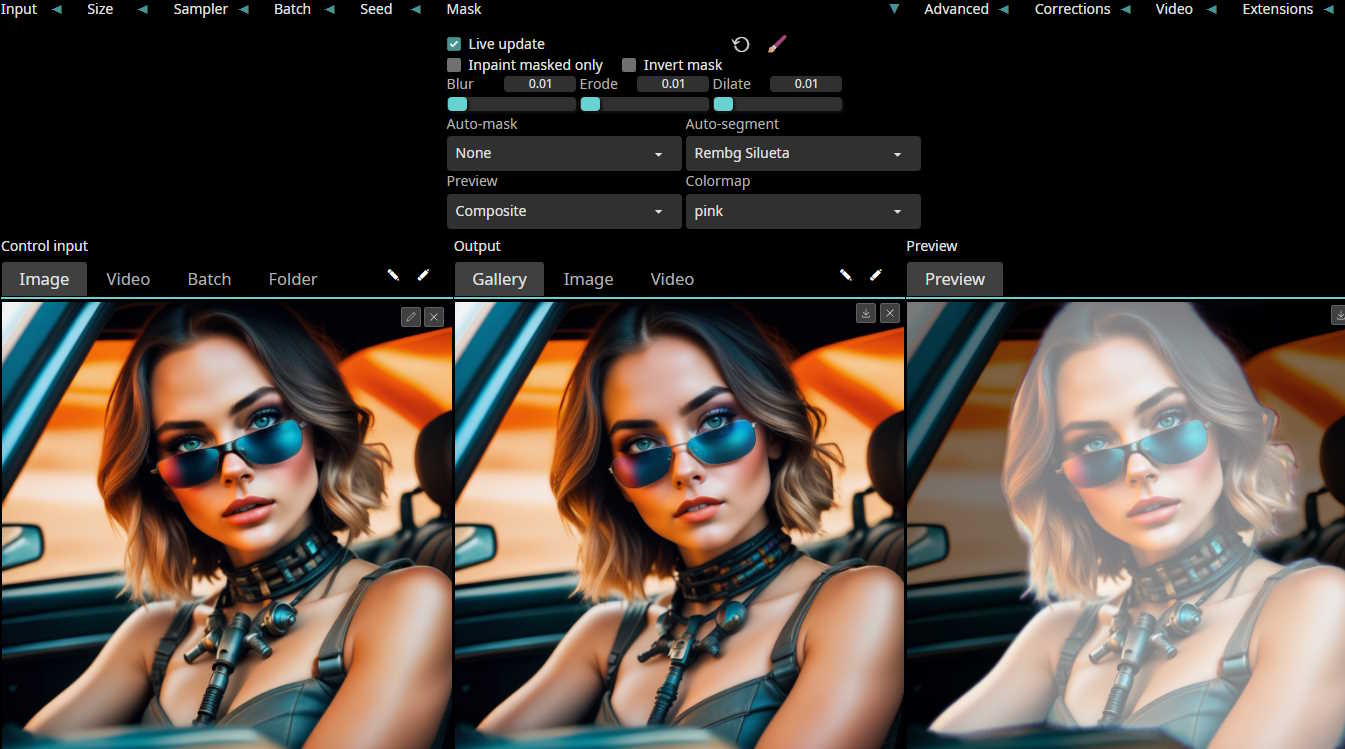 Input Size Sampler Batch Seed Mask Advanced Corrections Video Extensions
Live update
Inpaint masked only Invert mask
Blur 0.01 Erode 0.01 Dilate 0.01
Auto-mask Auto-segment
None Rembg Silueta
Preview Colormap
Composite pink
Control input Output Preview
Image Video Batch Folder Gallery Image Video Preview